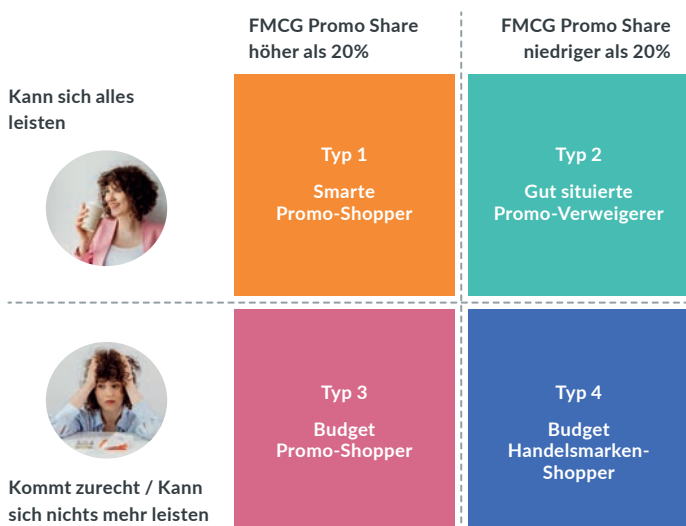 FMCG Promo Share
höher als 20%
FMCG Promo Share
niedriger als 20%
Kann sich alles
leisten
Typ 1
Smarte
Promo-Shopper
Typ 2
Gut situierte
Promo-Verweigerer
Typ 3
Budget
Promo-Shopper
Typ 4
Budget
Handelsmarken-
Shopper
Kommt zurecht / Kann
sich nichts mehr leisten